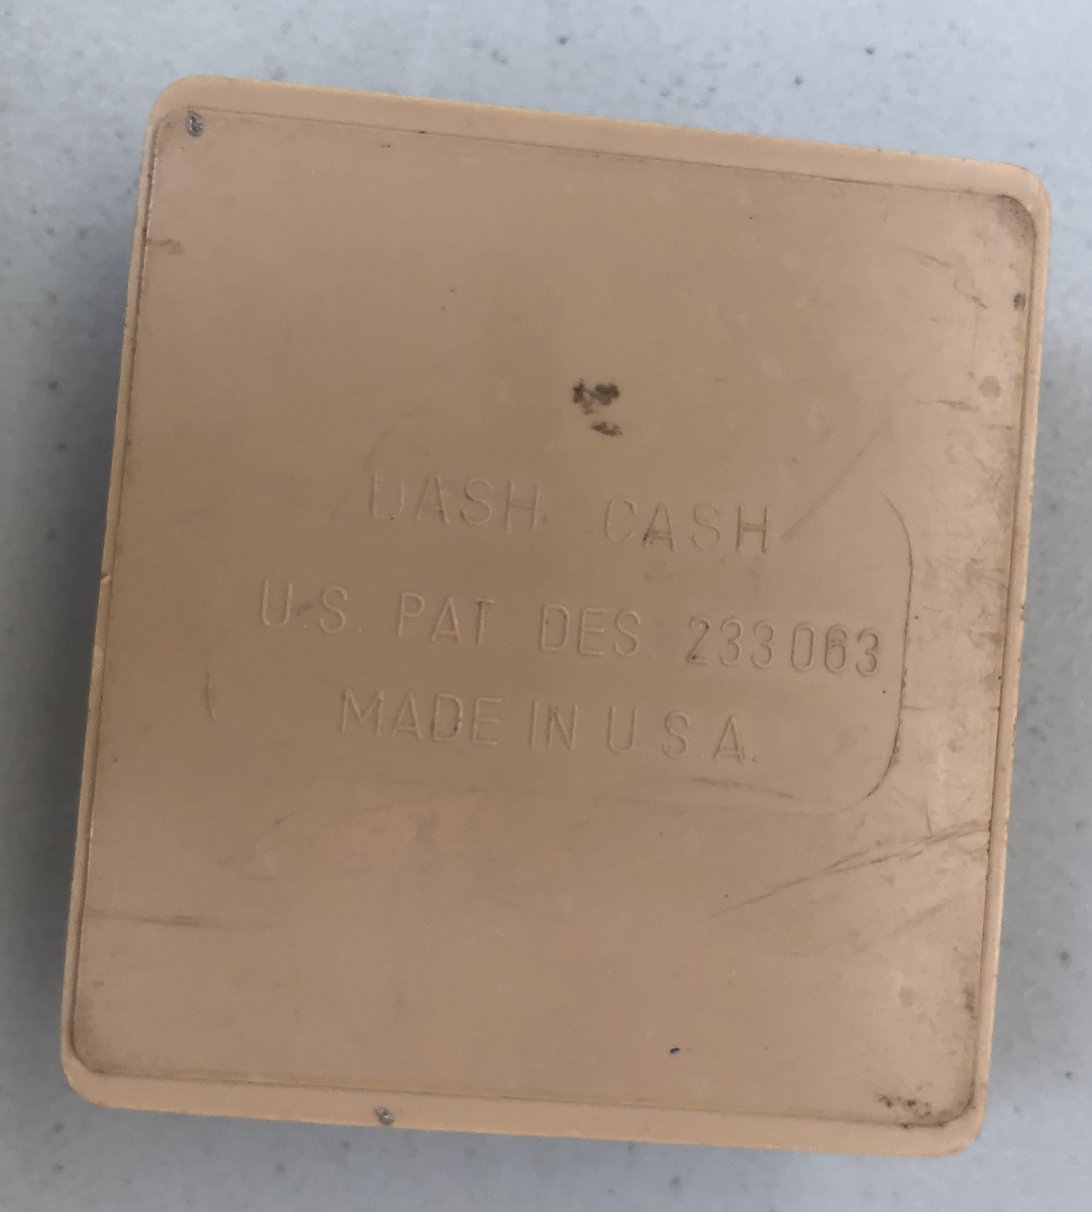 DASH CASH
U.S. PAT. DES. 233063
MADE IN U.S.A.